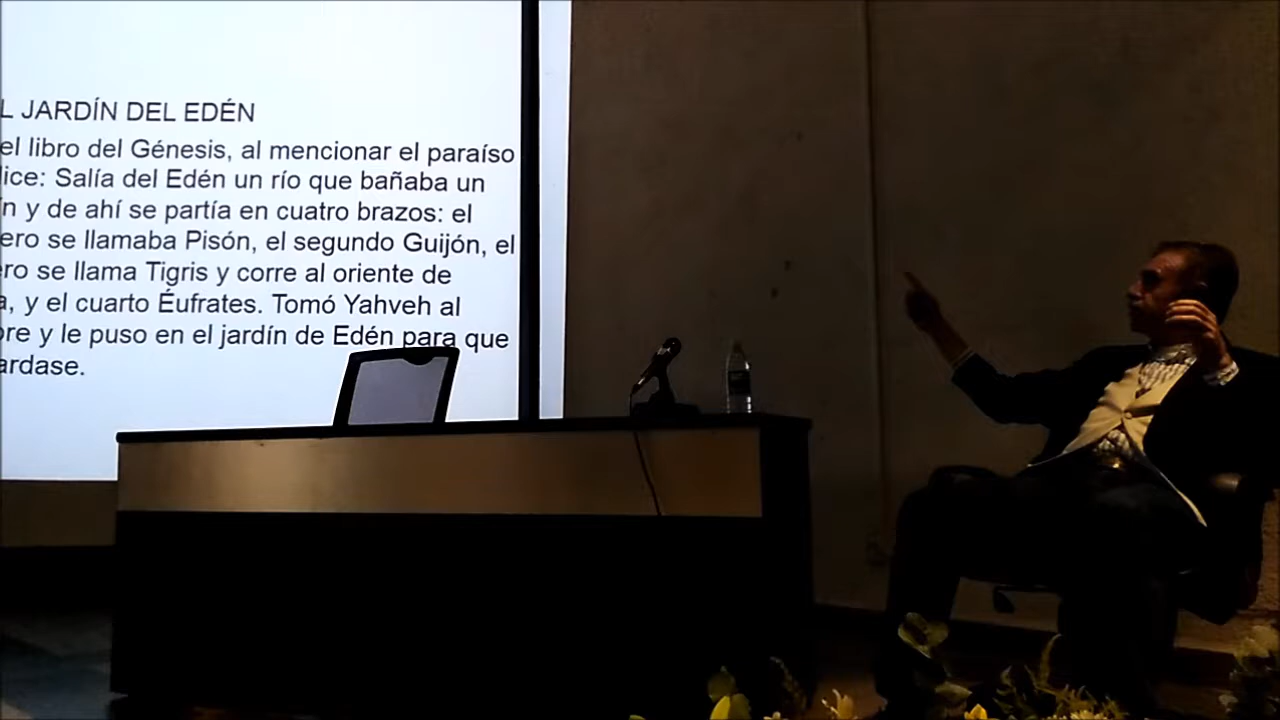 L JARDÍN DEL EDÉN
el libro del Génesis, al mencionar el paraíso
ice: Salía del Edén un río que bañaba un
n y de ahí se partía en cuatro brazos: el
ero se llamaba Pisón, el segundo Guijón, el
ro se llama Tigris y corre al oriente de
a, y el cuarto Éufrates. Tomó Yahveh al
bre y le puso en el jardín de Edén para que
ardase.